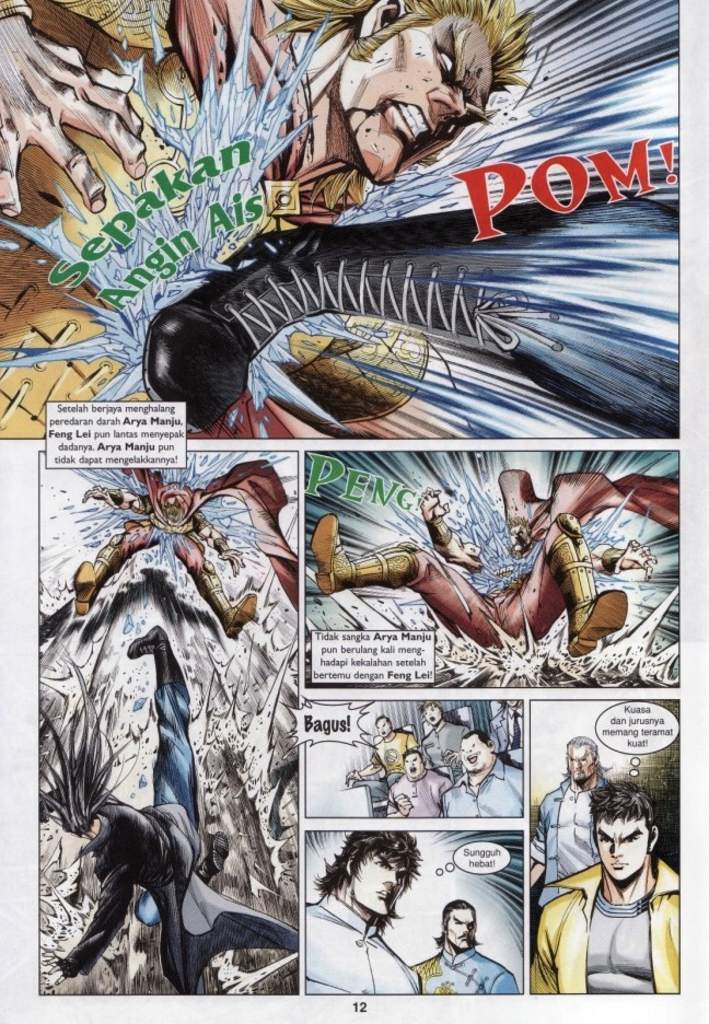 Sepakan
Angin Ais
POM!
Setelah berjaya menghalang
peredaran darah Arya Manju,
Feng Lei pun lantas menyepak
dadanya. Arya Manju pun
tidak dapat mengelakkannya!
PENG!
Tidak sangka Arya Manju
pun berulang kali meng-
hadapi kekalahan setelah
bertemu dengan Feng Lei!
Bagus!
Kuasa
dan jurusnya
memang teramat
kuat!
Sungguh
hebat!
12